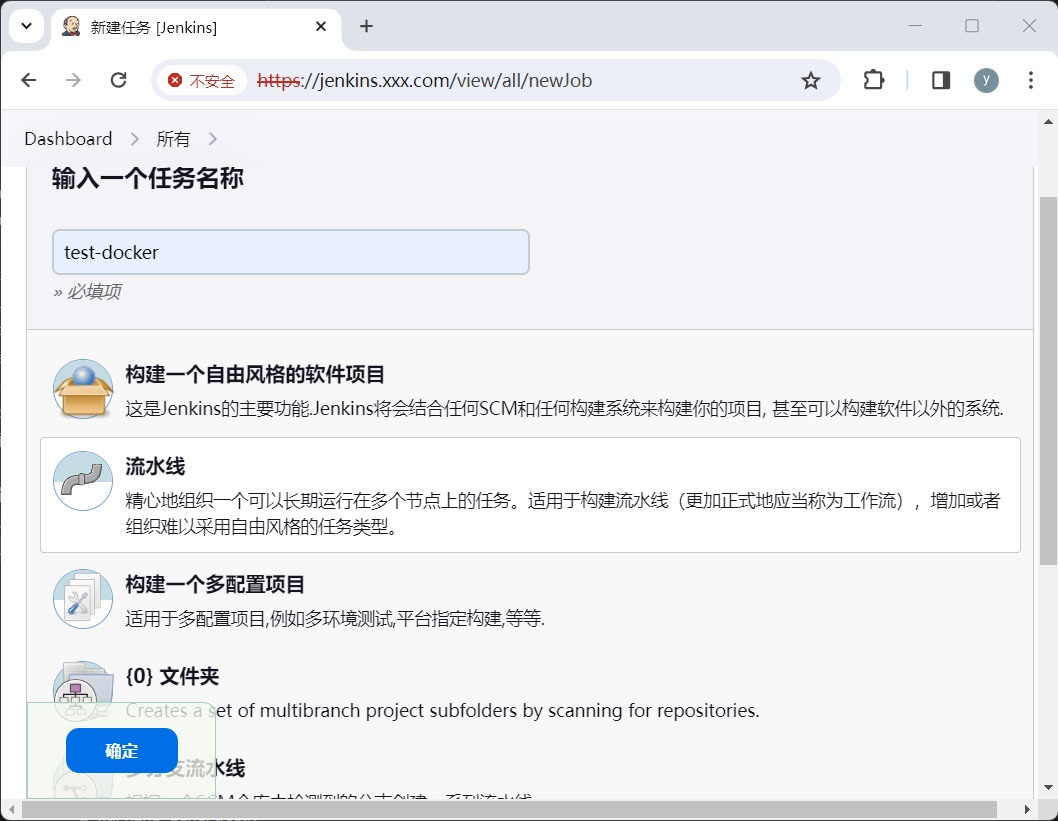 新建任务 [Jenkins]
不安全 https://jenkins.xxx.com/view/all/newJob
y
Dashboard 所有
输入一个任务名称
test-docker
» 必填项
构建一个自由风格的软件项目
这是Jenkins的主要功能.Jenkins将会结合任何SCM和任何构建系统来构建你的项目, 甚至可以构建软件以外的系统.
流水线
精心地组织一个可以长期运行在多个节点上的任务。适用于构建流水线（更加正式地应当称为工作流），增加或者
组织难以采用自由风格的任务类型。
构建一个多配置项目
适用于多配置项目,例如多环境测试,平台指定构建,等等.
{0} 文件夹
Creates a set of multibranch project subfolders by scanning for repositories.
确定
多分支流水线